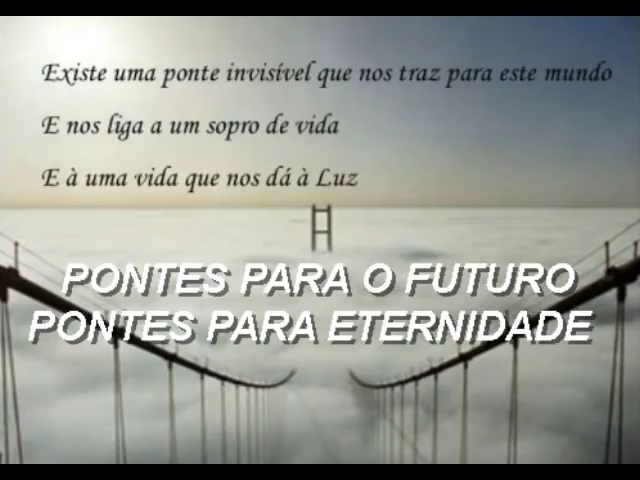 Existe uma ponte invisível que nos traz para este mundo
E nos liga a um sopro de vida
E à uma vida que nos dá à Luz
PONTES PARA O FUTURO
PONTES PARA ETERNIDADE